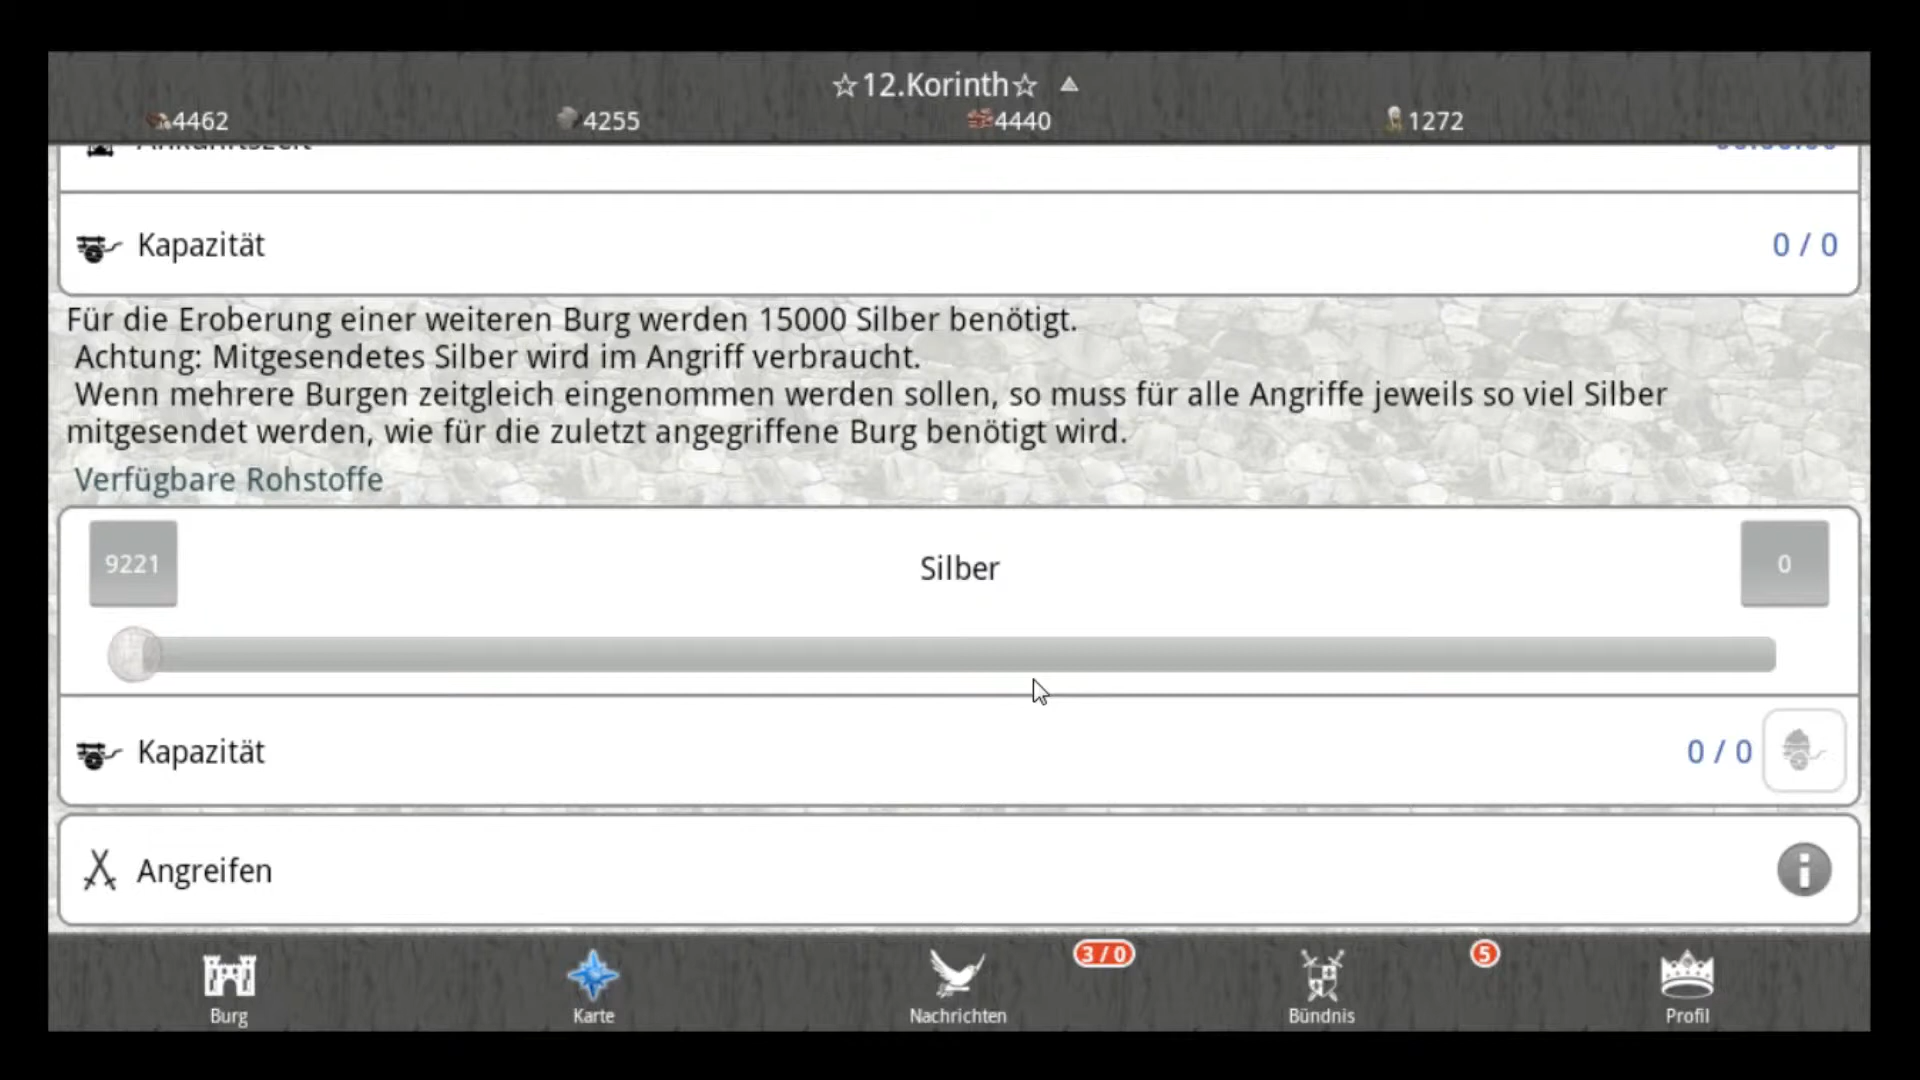 ☆12.Korinth☆
4462 4255 4440 1272
Kapazität 0 / 0
Für die Eroberung einer weiteren Burg werden 15000 Silber benötigt.
Achtung: Mitgesendetes Silber wird im Angriff verbraucht.
Wenn mehrere Burgen zeitgleich eingenommen werden sollen, so muss für alle Angriffe jeweils so viel Silber
mitgesendet werden, wie für die zuletzt angegriffene Burg benötigt wird.
Verfügbare Rohstoffe
9221 Silber 0
Kapazität 0 / 0
Angreifen
3 / 0 5
Burg Karte Nachrichten Bündnis Profil